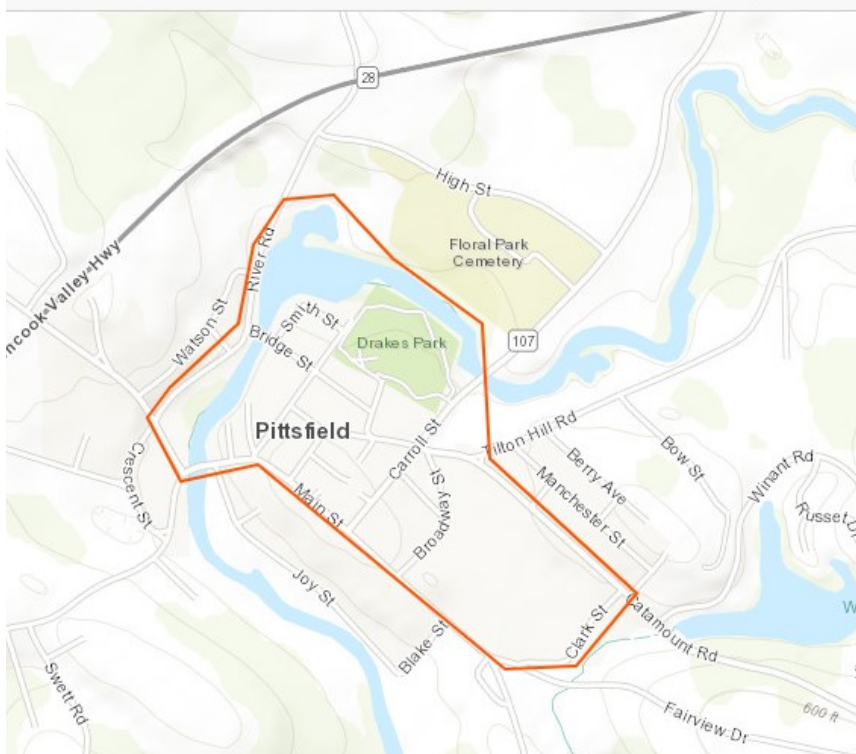 28
High St
Floral Park
Cemetery
River Rd
ncook-Valley-Hwy
Watson St
Smith St
Bridge St
Drakes Park
107
Pittsfield
Carroll St
Tilton Hill Rd
Crescent St
Bow St
Berry Ave
Winant Rd
Manchester St
Broadway St
Main St
Russet Dr
Joy St
W
Clark St
Catamount Rd
Blake St
Swett Rd
600 ft
Fairview Dr